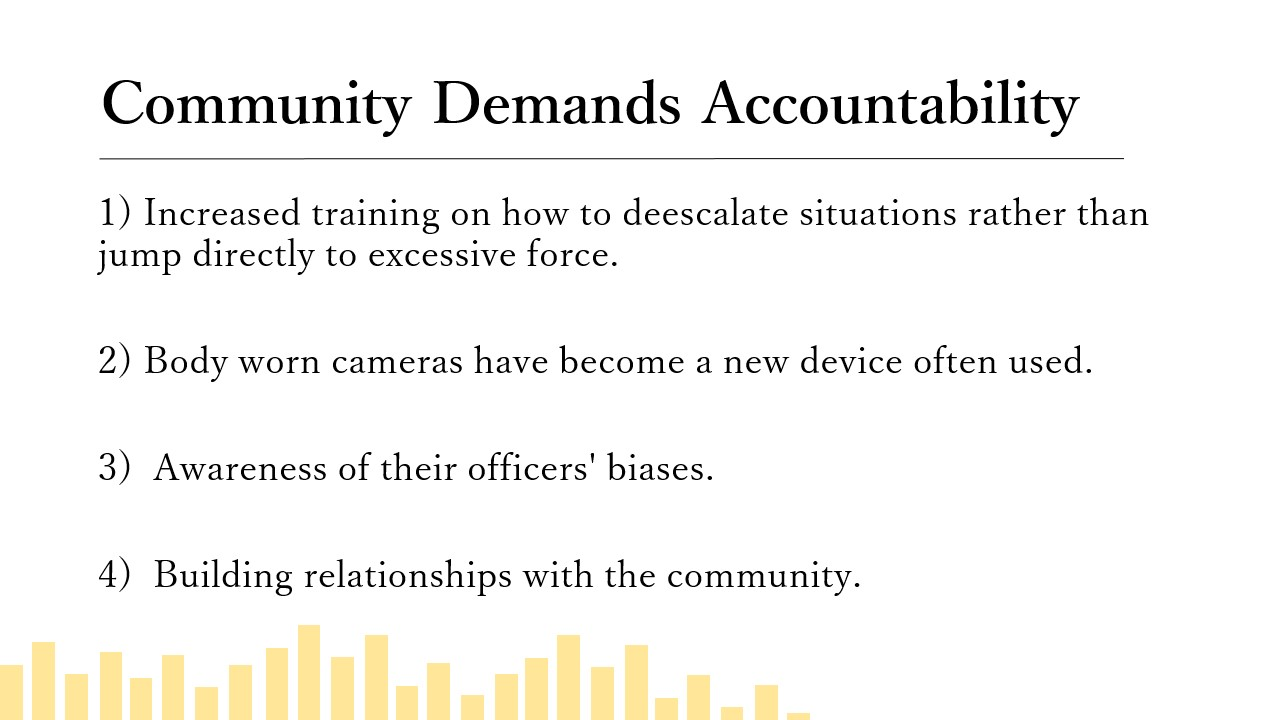 Community Demands Accountability
1) Increased training on how to deescalate situations rather than
jump directly to excessive force.
2) Body worn cameras have become a new device often used.
3)  Awareness of their officers' biases.
4)  Building relationships with the community.